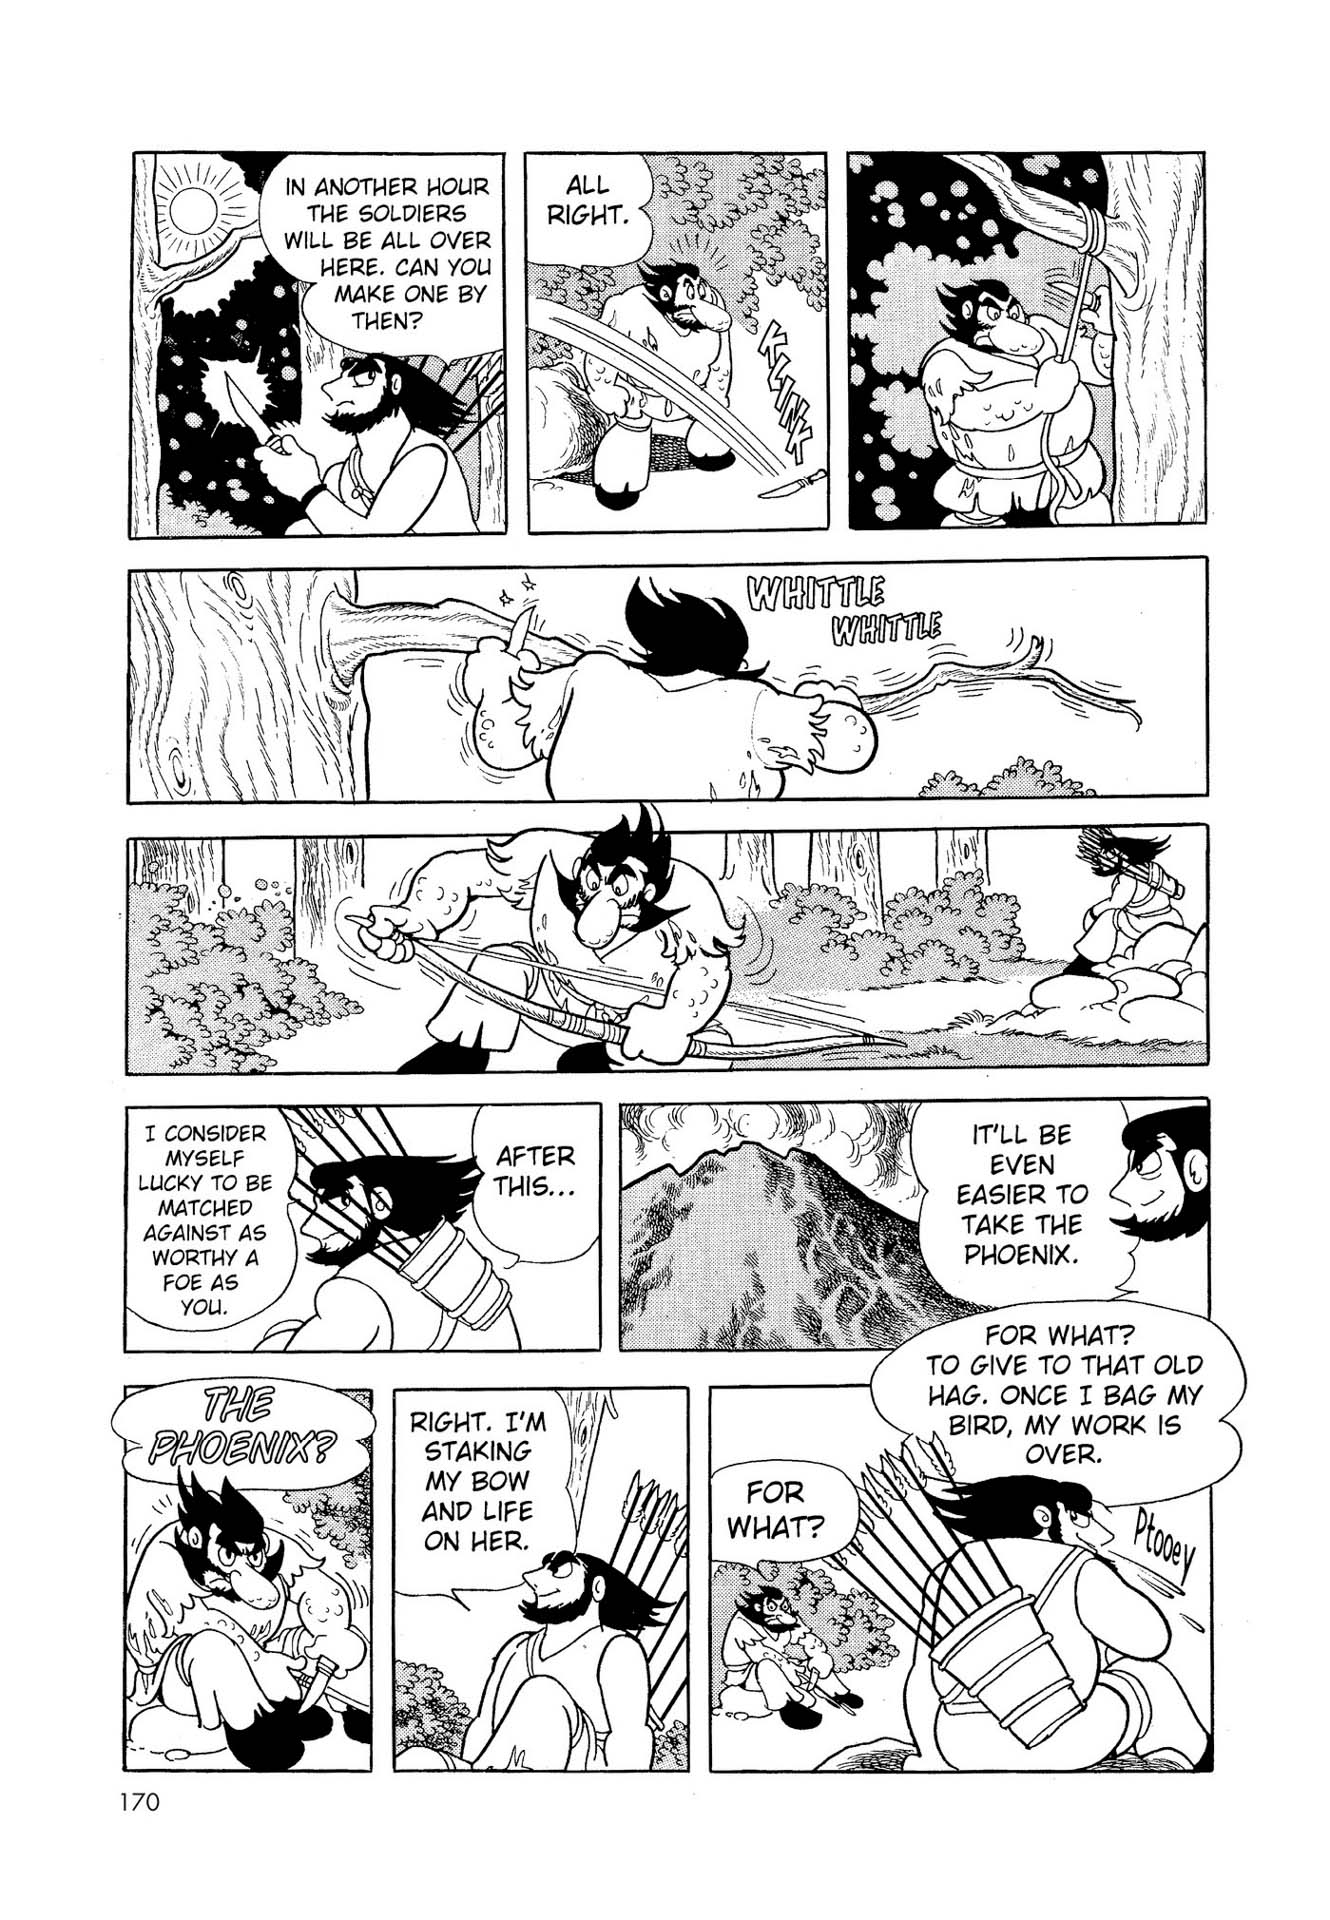 IN ANOTHER HOUR
THE SOLDIERS
WILL BE ALL OVER
HERE. CAN YOU
MAKE ONE BY
THEN?
ALL
RIGHT.
KLINK
WHITTLE
WHITTLE
I CONSIDER
MYSELF
LUCKY TO BE
MATCHED
AGAINST AS
WORTHY A
FOE AS
YOU.
AFTER
THIS...
IT'LL BE
EVEN
EASIER TO
TAKE THE
PHOENIX.
THE
PHOENIX?
RIGHT. I'M
STAKING
MY BOW
AND LIFE
ON HER.
FOR
WHAT?
FOR WHAT?
TO GIVE TO THAT OLD
HAG. ONCE I BAG MY
BIRD, MY WORK IS
OVER.
Ptooey
170